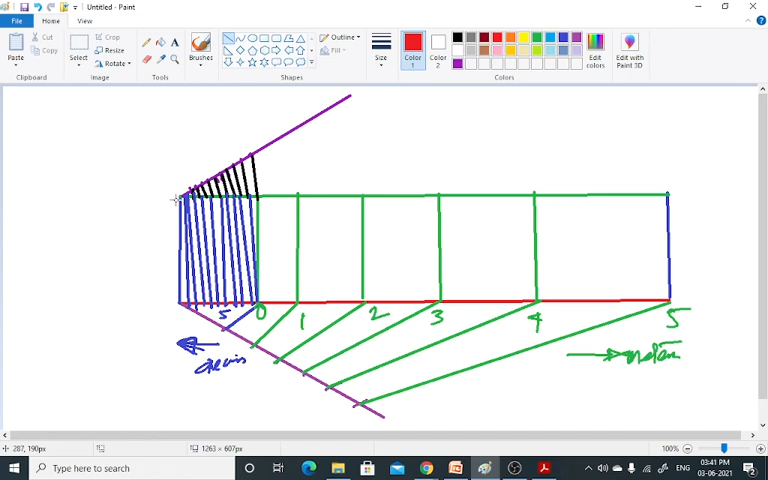 Untitled - Paint
File
Home
View
Paste
Cut
Copy
Clipboard
Select
Crop
Resize
Rotate
Image
Tools
Brushes
Outline
Fill
Shapes
Size
Color
1
Color
2
Colors
Edit
colors
Edit with
Paint 3D
5 0 1 2 3 4 5
287, 190px
1263 × 607px
100%
Type here to search
ENG
03:41 PM
03-06-2021
2